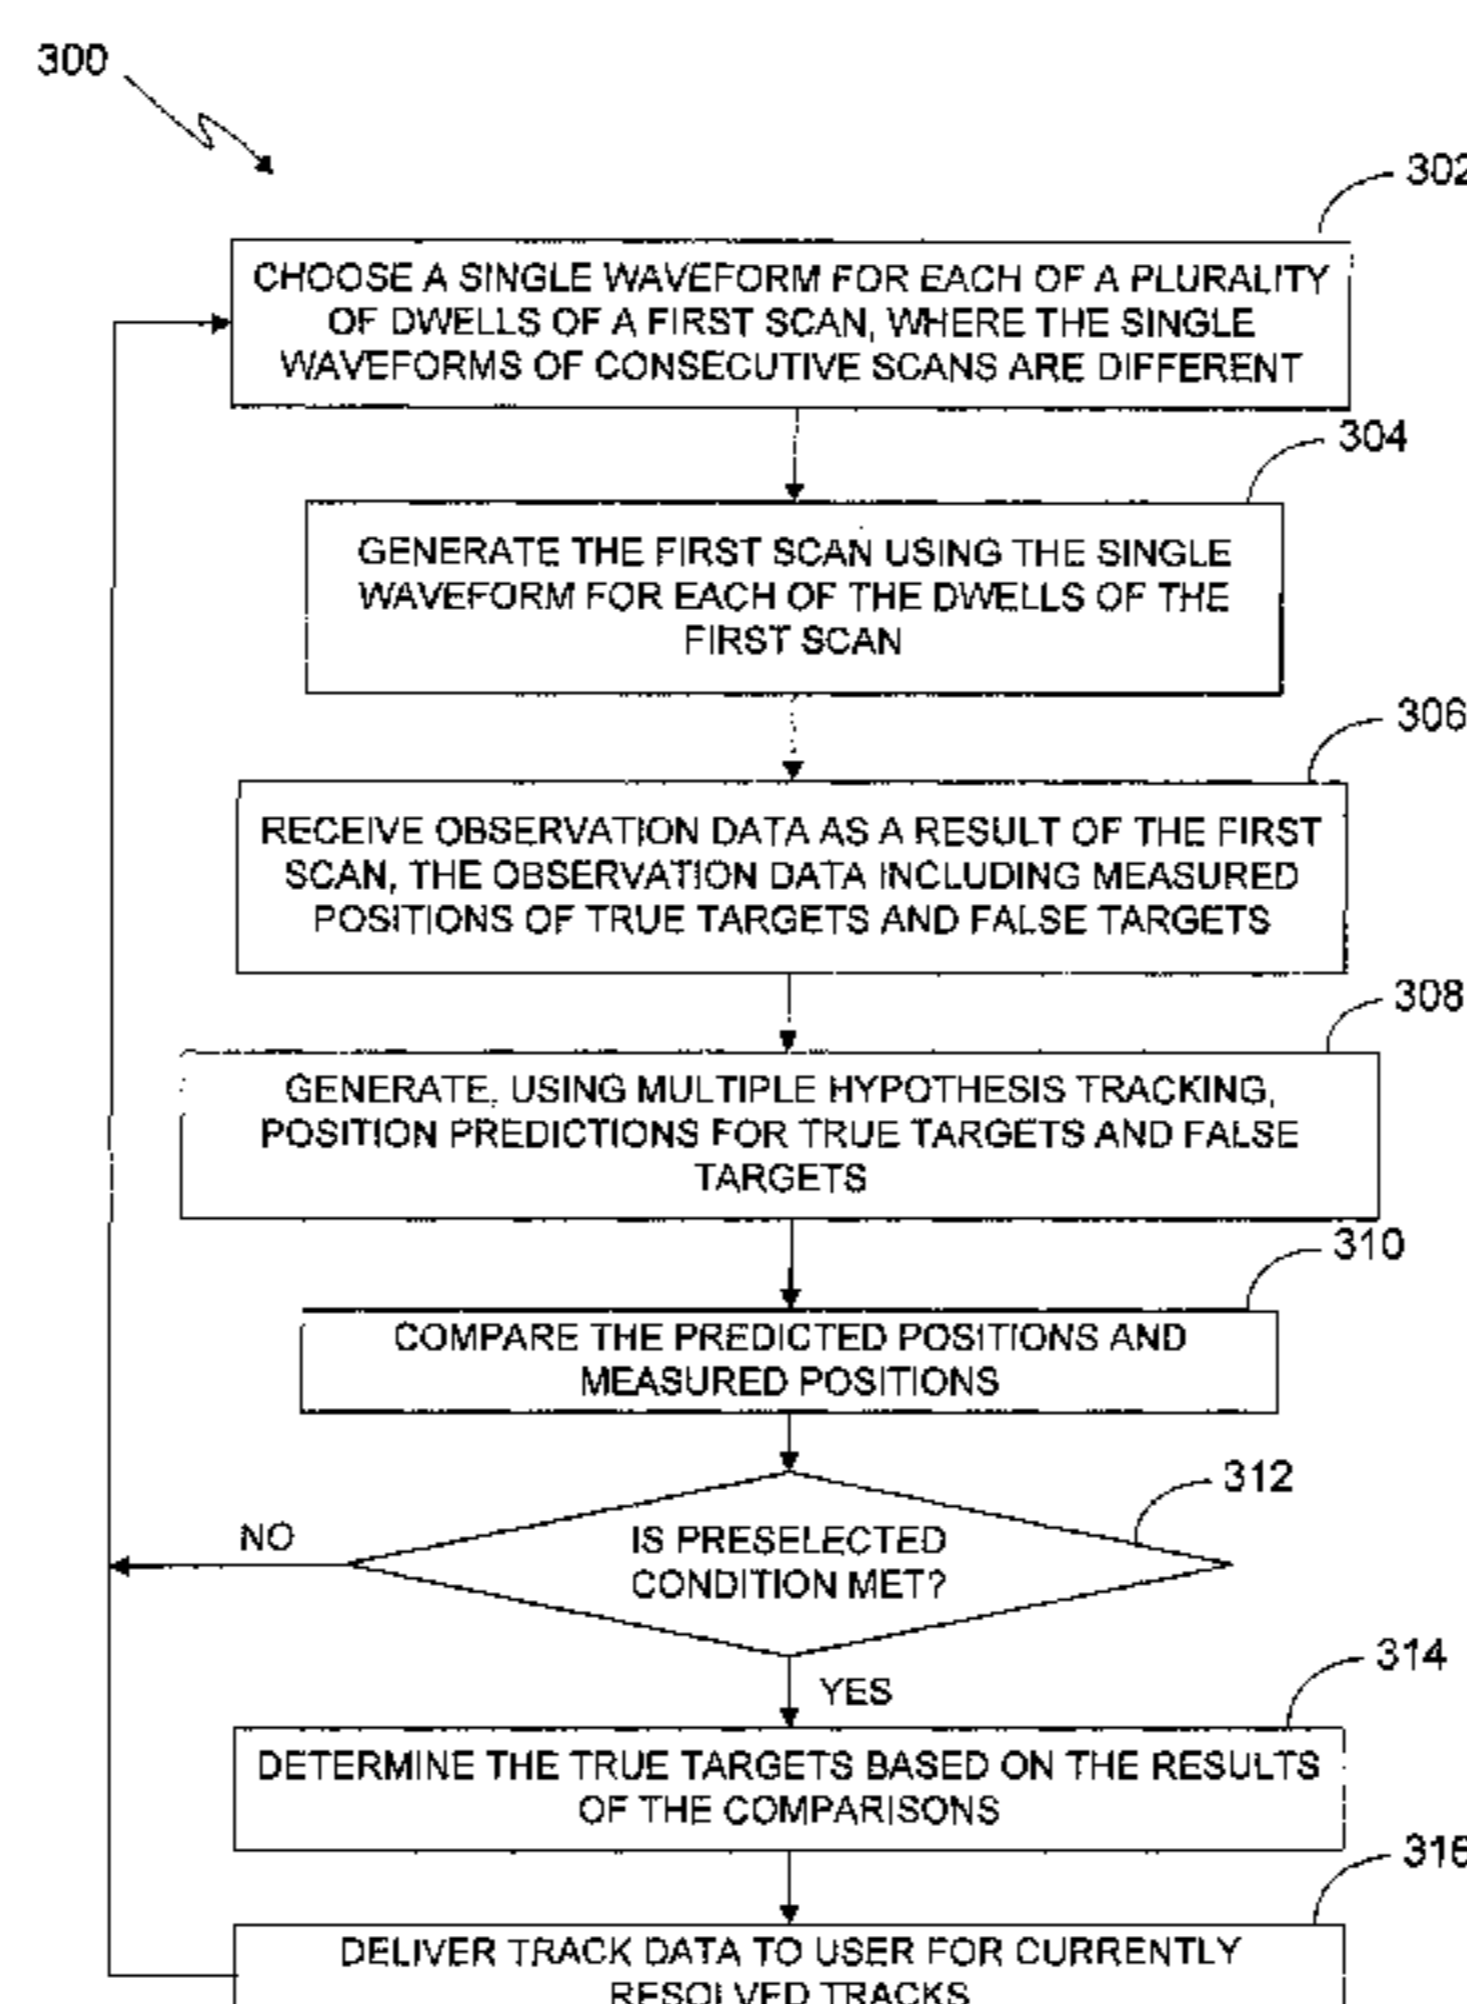 300
302
CHOOSE A SINGLE WAVEFORM FOR EACH OF A PLURALITY
OF DWELLS OF A FIRST SCAN, WHERE THE SINGLE
WAVEFORMS OF CONSECUTIVE SCANS ARE DIFFERENT
304
GENERATE THE FIRST SCAN USING THE SINGLE
WAVEFORM FOR EACH OF THE DWELLS OF THE
FIRST SCAN
306
RECEIVE OBSERVATION DATA AS A RESULT OF THE FIRST
SCAN, THE OBSERVATION DATA INCLUDING MEASURED
POSITIONS OF TRUE TARGETS AND FALSE TARGETS
308
GENERATE, USING MULTIPLE HYPOTHESIS TRACKING,
POSITION PREDICTIONS FOR TRUE TARGETS AND FALSE
TARGETS
310
COMPARE THE PREDICTED POSITIONS AND
MEASURED POSITIONS
312
IS PRESELECTED
CONDITION MET?
NO
YES
314
DETERMINE THE TRUE TARGETS BASED ON THE RESULTS
OF THE COMPARISONS
316
DELIVER TRACK DATA TO USER FOR CURRENTLY
RESOLVED TRACKS